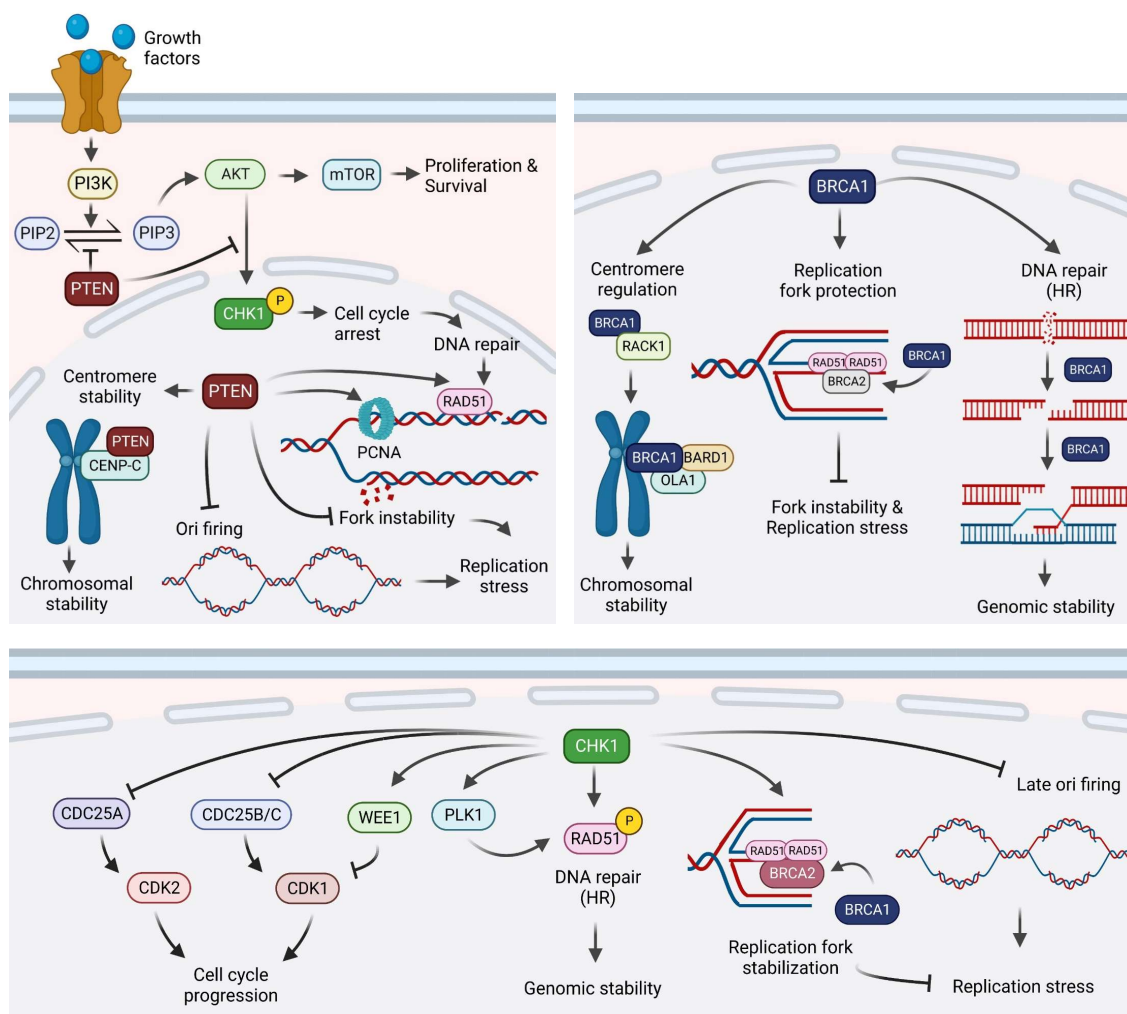 Growth
factors
PI3K
AKT
mTOR
Proliferation &
Survival
PIP2
PIP3
PTEN
CHK1
P
Cell cycle
arrest
DNA repair
Centromere
stability
PTEN
RAD51
PTEN
CENP-C
PCNA
Ori firing
Fork instability
Chromosomal
stability
Replication
stress
BRCA1
Centromere
regulation
Replication
fork protection
DNA repair
(HR)
BRCA1
RACK1
RAD51
RAD51
BRCA2
BRCA1
BRCA1
BRCA1
BRCA1
BARD1
OLA1
Fork instability &
Replication stress
Chromosomal
stability
Genomic stability
CHK1
Late ori firing
CDC25A
CDC25B/C
WEE1
PLK1
RAD51
P
RAD51
RAD51
BRCA2
BRCA1
CDK2
CDK1
DNA repair
(HR)
Cell cycle
progression
Genomic stability
Replication fork
stabilization
Replication stress